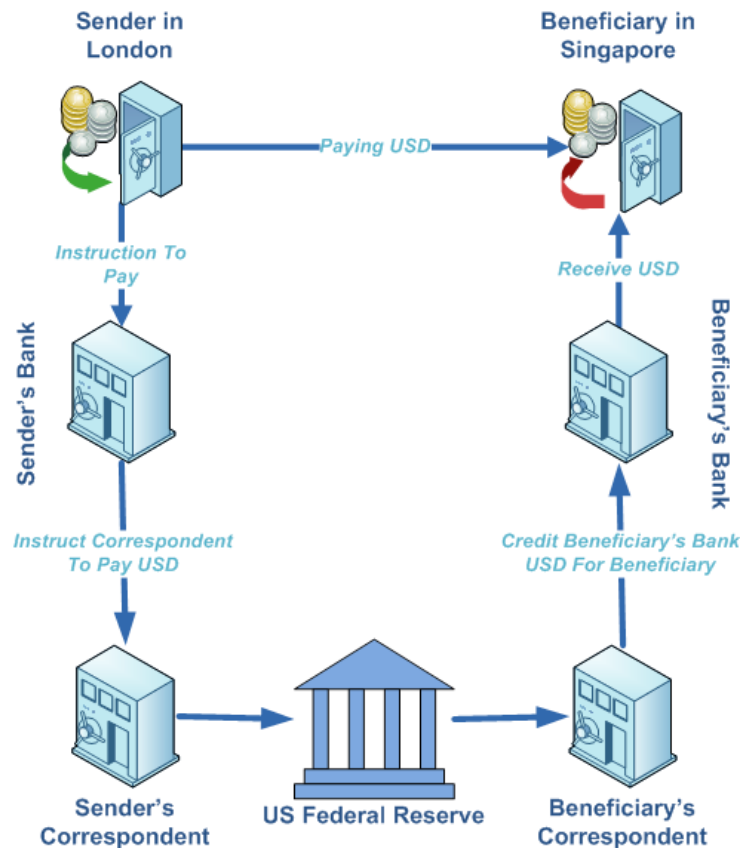 Sender in
London
Beneficiary in
Singapore
Paying USD
Instruction To
Pay
Receive USD
Sender's Bank
Beneficiary's Bank
Instruct Correspondent
To Pay USD
Credit Beneficiary's Bank
USD For Beneficiary
Sender's
Correspondent
US Federal Reserve
Beneficiary's
Correspondent